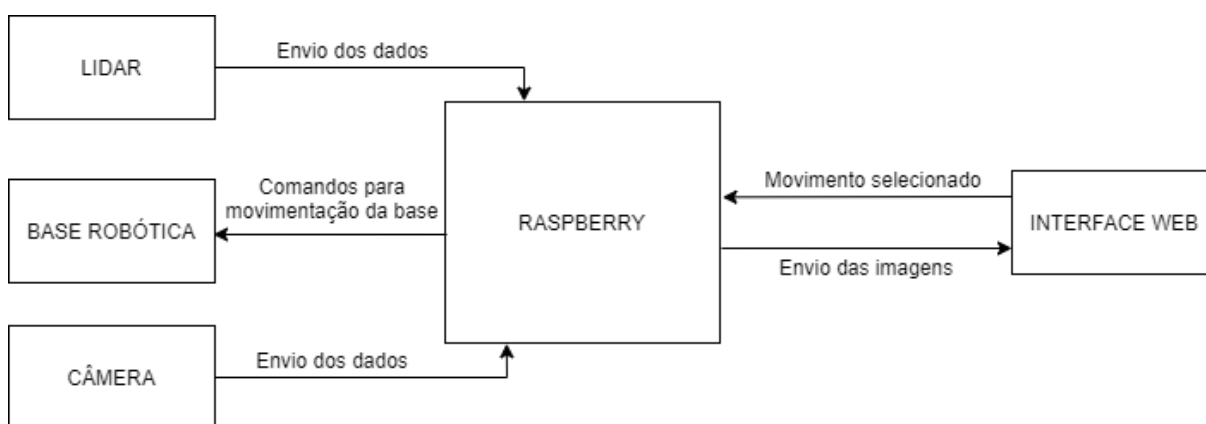 LIDAR
Envio dos dados
BASE ROBÓTICA
Comandos para
movimentação da base
RASPBERRY
Movimento selecionado
Envio das imagens
INTERFACE WEB
CÂMERA
Envio dos dados